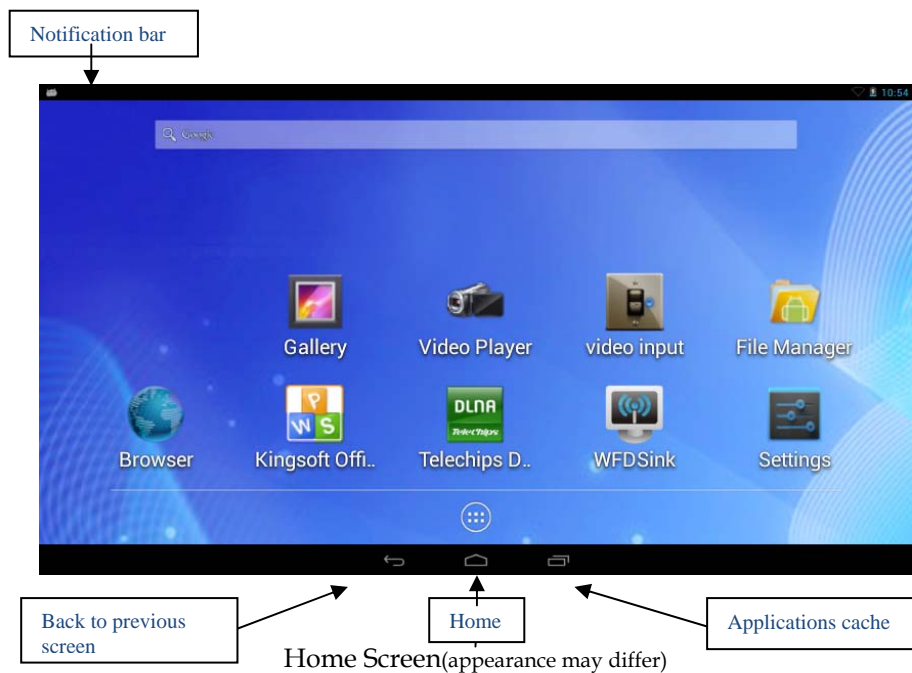 Notification bar
10:54
Google
Gallery
Video Player
video input
File Manager
P
W S
DLNA
Telechips
Browser
Kingsoft Offi..
Telechips D..
WFDSink
Settings
Back to previous
screen
Home
Applications cache
Home Screen(appearance may differ)